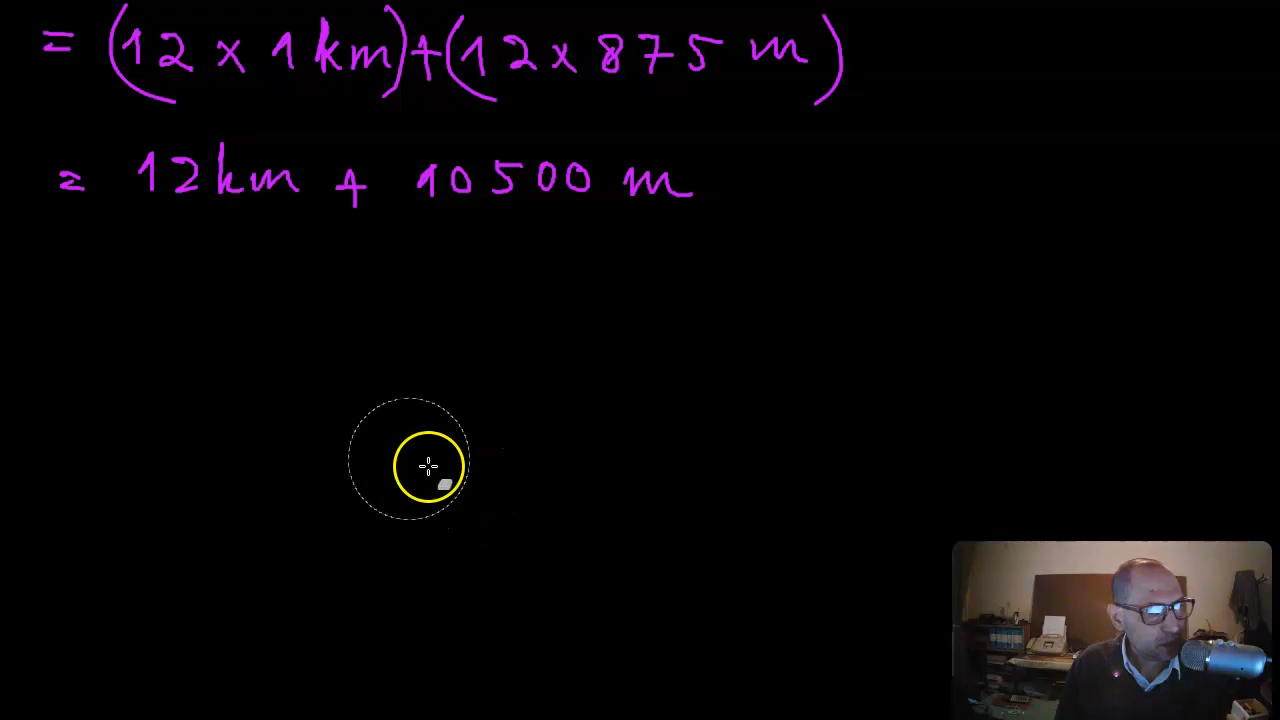 = (12 x 1 km) + (12 x 875 m)
= 12 km + 10500 m